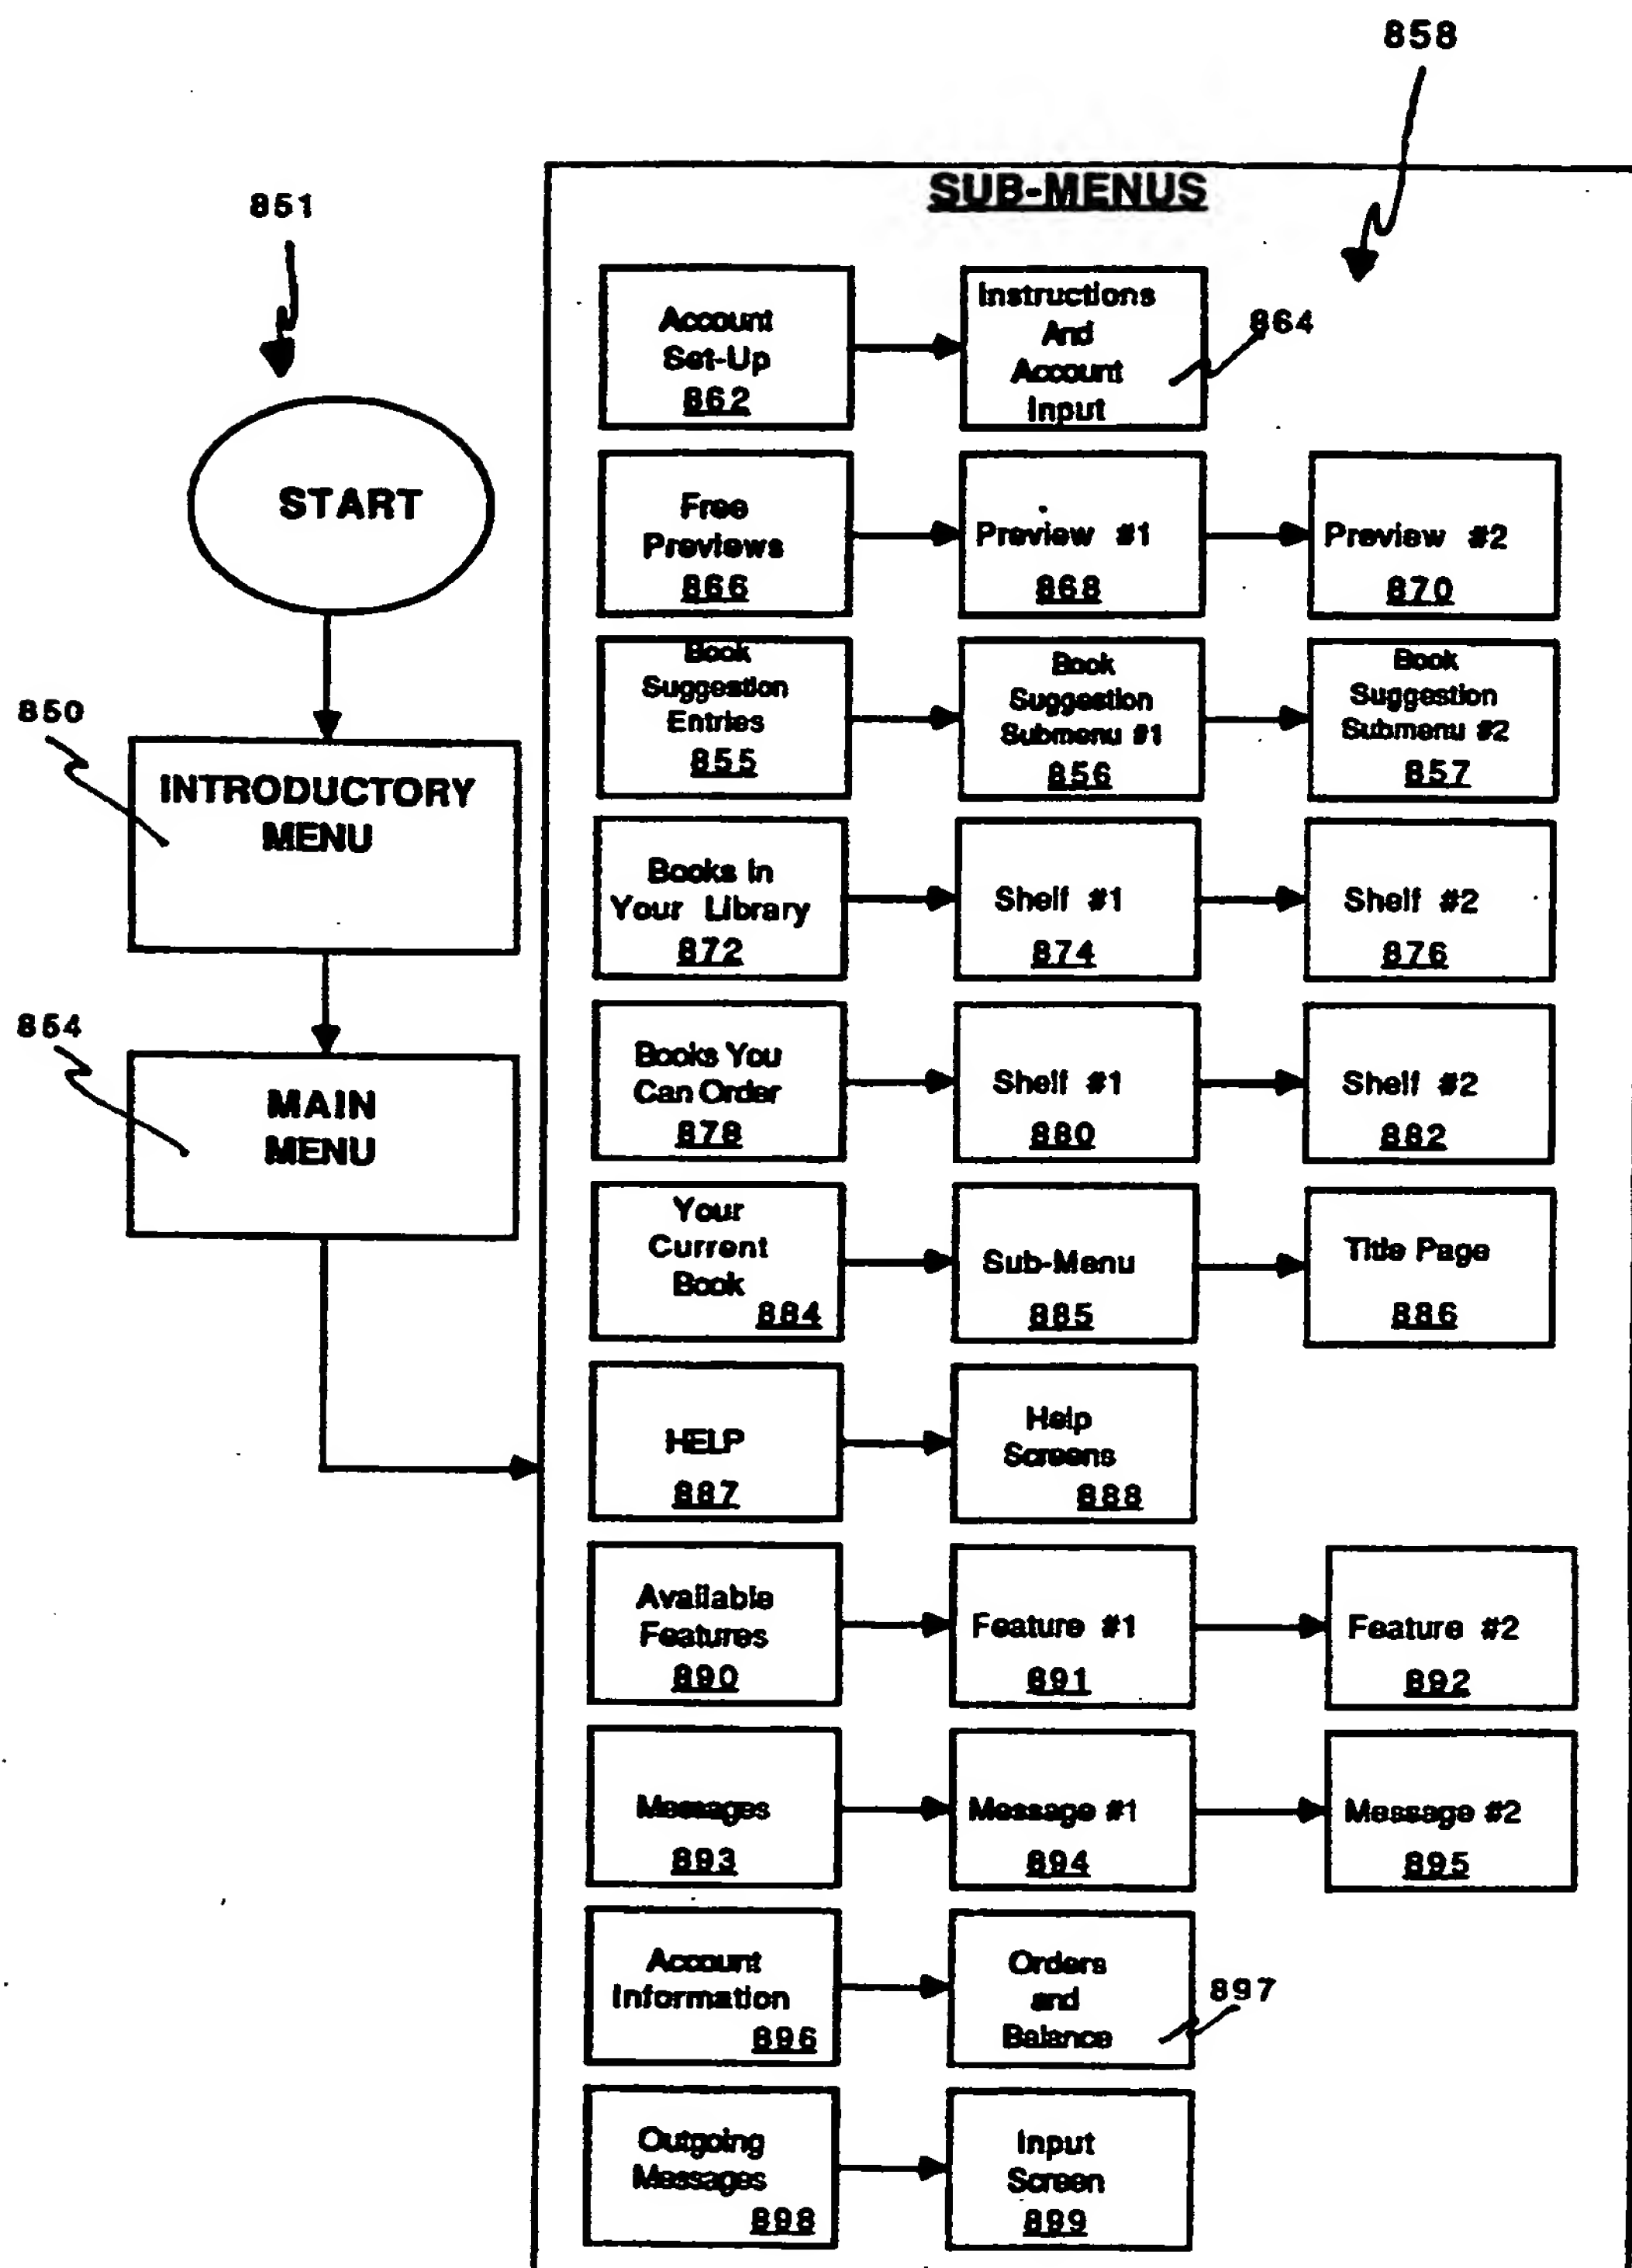 858
SUB-MENUS
851
START
850
INTRODUCTORY
MENU
854
MAIN
MENU
Account
Set-Up
862
Instructions
And
Account
Input
864
Free
Previews
866
Preview #1
868
Preview #2
870
Book
Suggestion
Entries
855
Book
Suggestion
Submenu #1
856
Book
Suggestion
Submenu #2
857
Books In
Your Library
872
Shelf #1
874
Shelf #2
876
Books You
Can Order
878
Shelf #1
880
Shelf #2
882
Your
Current
Book
884
Sub-Menu
885
Title Page
886
HELP
887
Help
Screens
888
Available
Features
890
Feature #1
891
Feature #2
892
Messages
893
Message #1
894
Message #2
895
Account
Information
896
Orders
and
Balance
897
Outgoing
Messages
898
Input
Screen
899